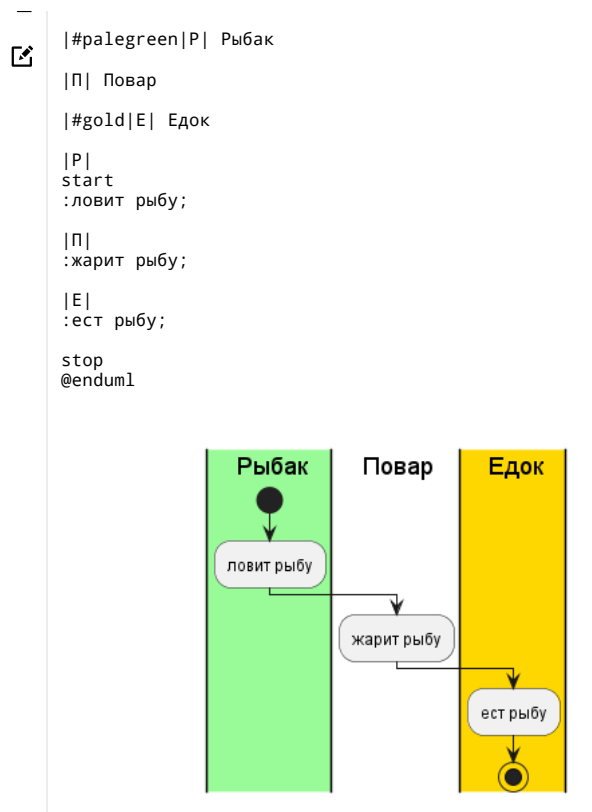 |#palegreen|Р| Рыбак
|П| Повар
|#gold|Е| Едок
|Р|
start
:ловит рыбу;
|П|
:жарит рыбу;
|Е|
:ест рыбу;
stop
@enduml
Рыбак Повар Едок
ловит рыбу
жарит рыбу
ест рыбу